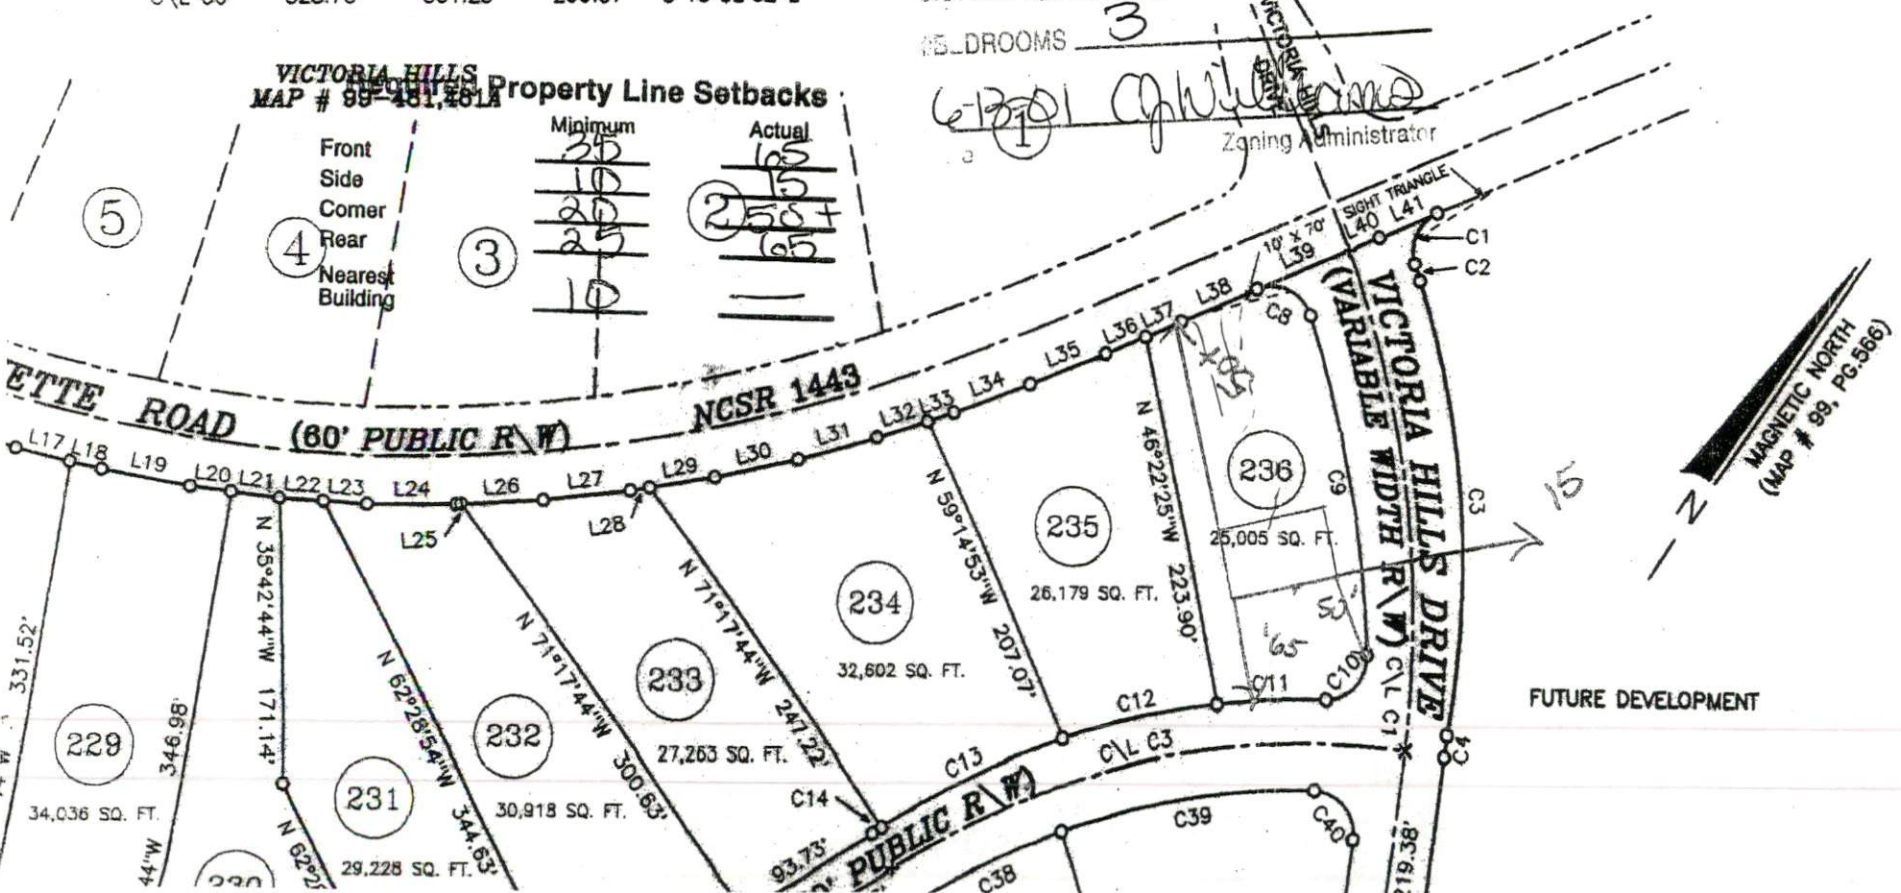 VICTORIA HILLS
MAP # 99-481,481A
Required Property Line Setbacks
Minimum Actual
Front 35 65
Side 10 15
Corner 20 50+
Rear 25 65
Nearest
Building 10 —
DROOMS 3
6-13-01
Zoning Administrator
1
2
3
4
5
VICTORIA HILLS
DRIVE
ETTE ROAD (60' PUBLIC R\W) NCSR 1443
SIGHT TRIANGLE
10' X 70'
L17 L18 L19 L20 L21 L22 L23 L24 L25 L26 L27 L28 L29 L30 L31 L32 L33 L34 L35 L36 L37 L38 L39 L40 L41
C1
C2
C8
C9
C3
VICTORIA HILLS DRIVE
(VARIABLE WIDTH R\W)
C\L C1
MAGNETIC NORTH
(MAP # 99, PG.566)
N
15
236
25,005 SQ. FT.
50'
65
N 46°22'25"W 223.90'
235
26,179 SQ. FT.
N 59°14'53"W 207.07'
234
32,602 SQ. FT.
N 71°17'44"W 247.22'
233
27,263 SQ. FT.
N 71°17'44"W 300.63'
232
30,918 SQ. FT.
N 62°28'54"W 344.63'
231
29,228 SQ. FT.
N 35°42'44"W 171.14'
N 62°2
230
346.98'
44"W
229
34,036 SQ. FT.
331.52'
C10
C11
C12
C13
C14
C\L C3
93.73'
PUBLIC R\W)
C38
C39
C40
C4
219.38'
FUTURE DEVELOPMENT